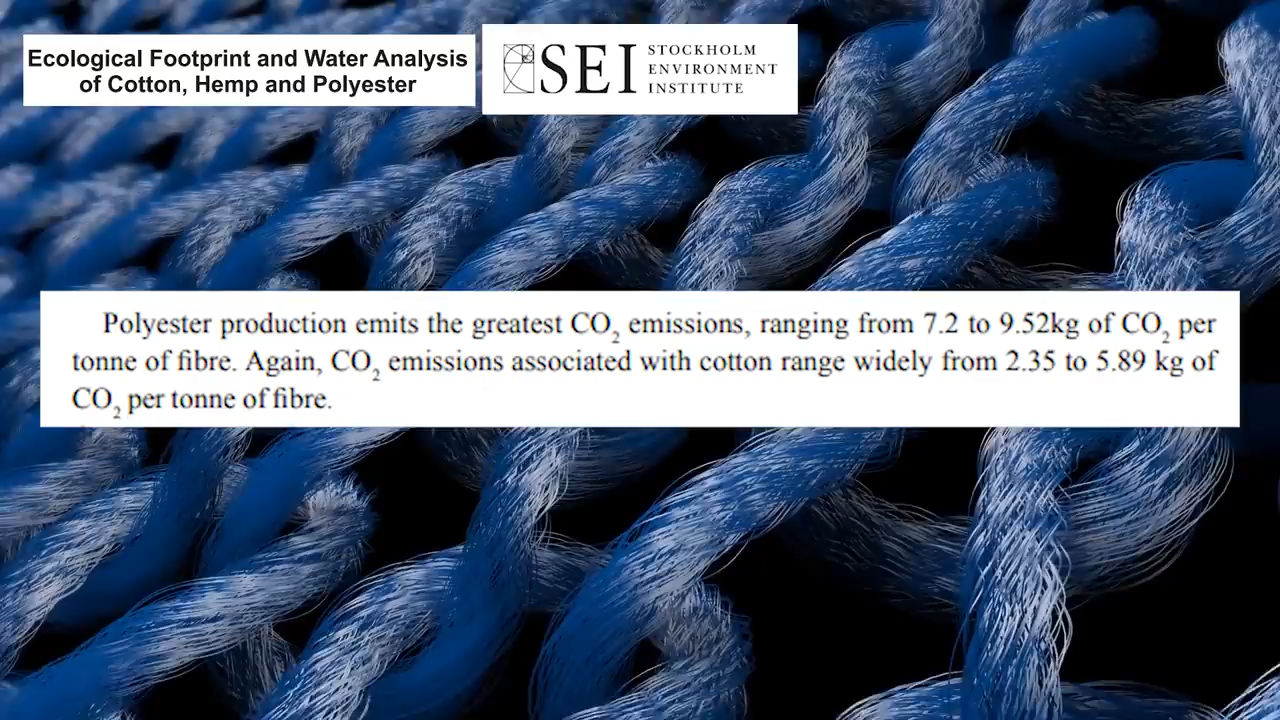 Ecological Footprint and Water Analysis
of Cotton, Hemp and Polyester
SEI
STOCKHOLM
ENVIRONMENT
INSTITUTE
Polyester production emits the greatest CO₂ emissions, ranging from 7.2 to 9.52kg of CO₂ per
tonne of fibre. Again, CO₂ emissions associated with cotton range widely from 2.35 to 5.89 kg of
CO₂ per tonne of fibre.